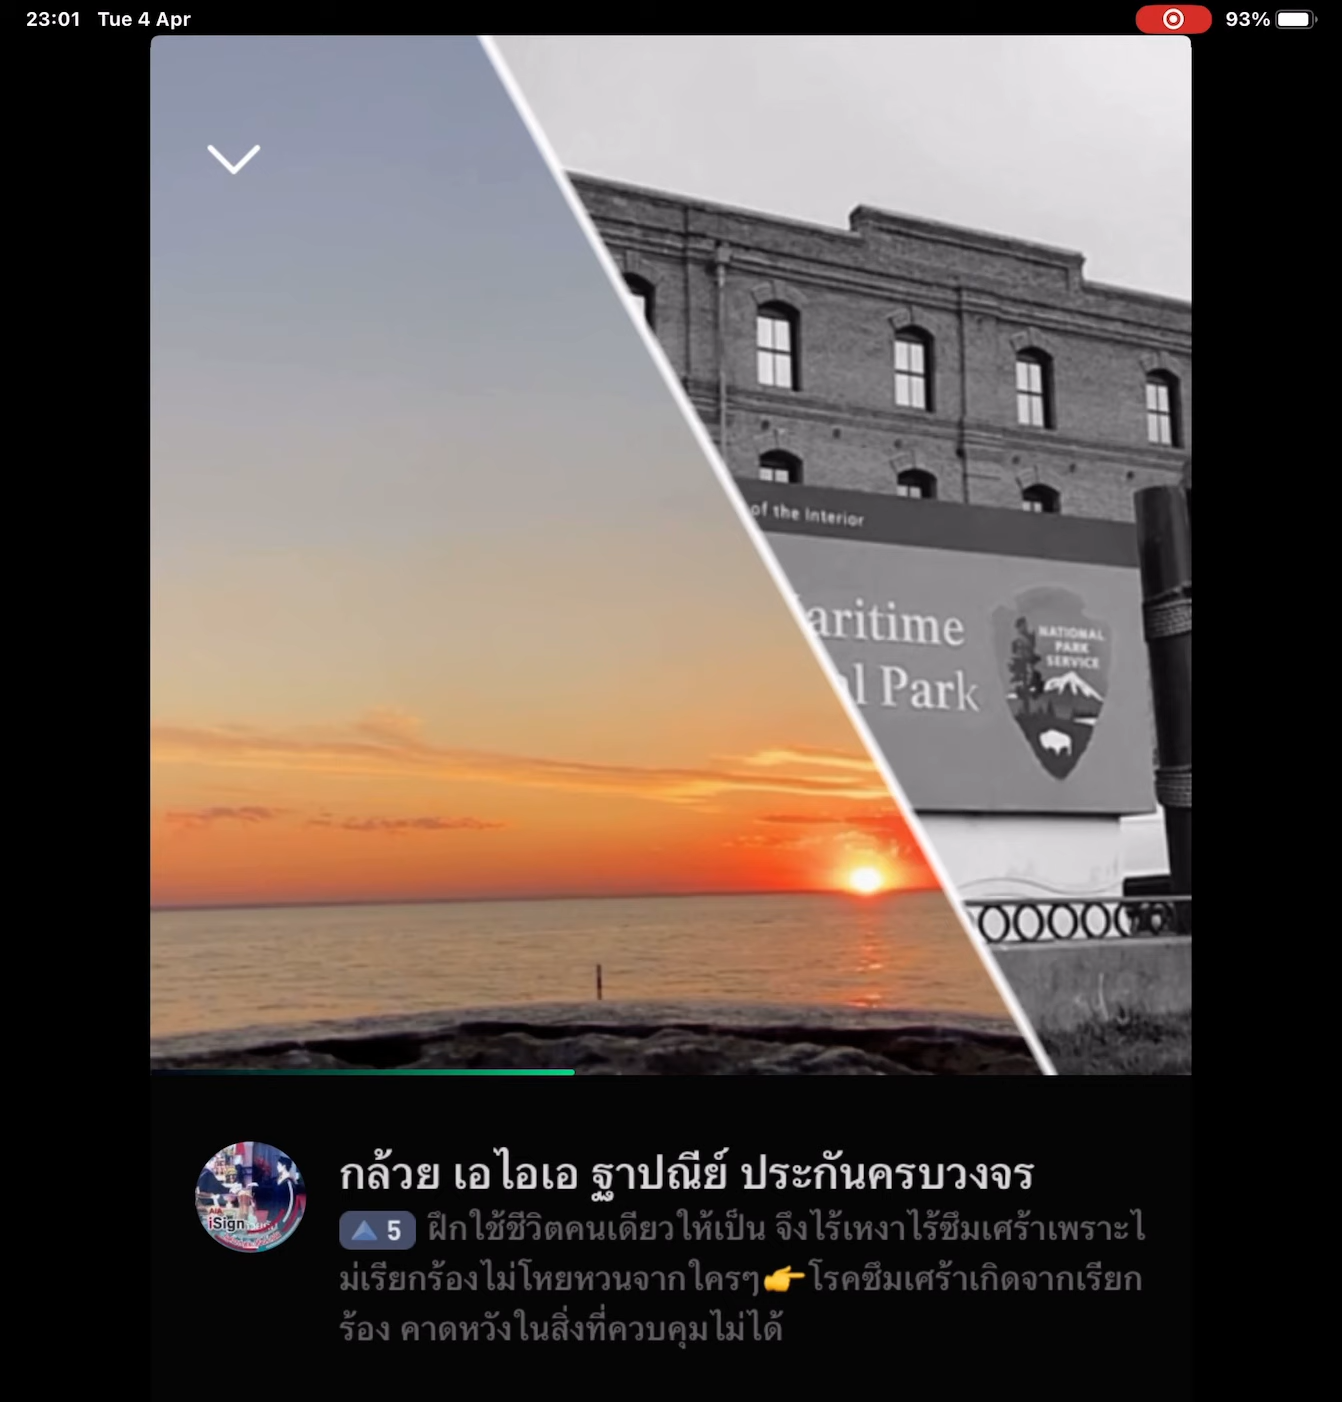 23:01 Tue 4 Apr
93%
of the Interior
aritime
al Park
NATIONAL
PARK
SERVICE
AIA
iSign
กล้วย เอไอเอ ฐาปณีย์ ประกันครบวงจร
5 ฝึกใช้ชีวิตคนเดียวให้เป็น จึงไร้เหงาไร้ซึมเศร้าเพราะไ
ม่เรียกร้องไม่โหยหวนจากใครๆ👉โรคซึมเศร้าเกิดจากเรียก
ร้อง คาดหวังในสิ่งที่ควบคุมไม่ได้